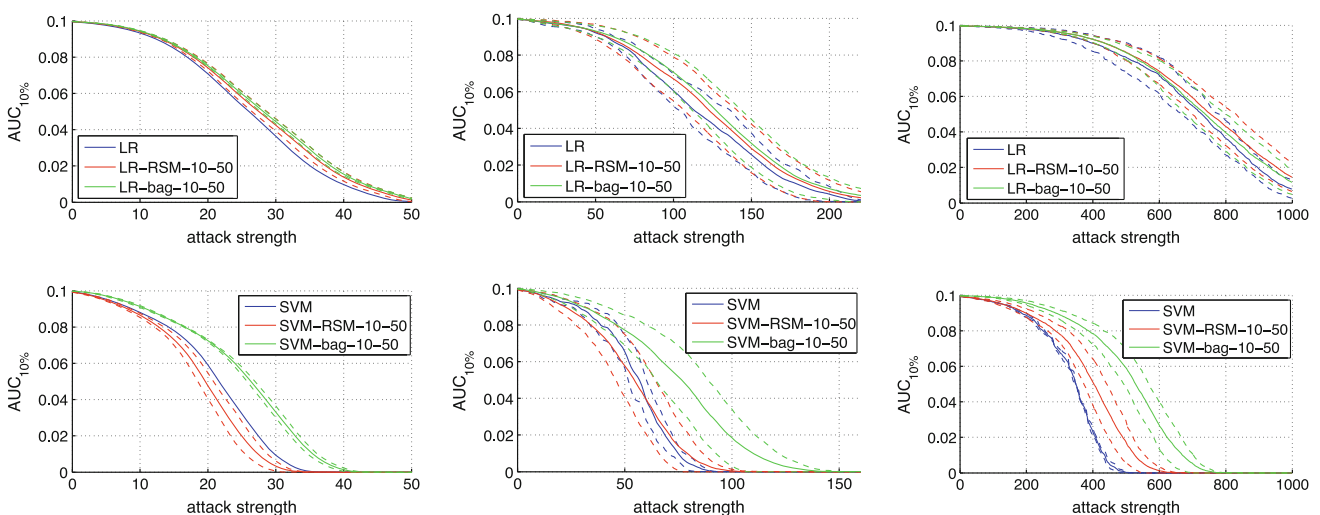 AUC10%
0.1
0.08
0.06
0.04
0.02
0
LR
LR-RSM-10-50
LR-bag-10-50
0 10 20 30 40 50
attack strength
AUC10%
0.1
0.08
0.06
0.04
0.02
0
LR
LR-RSM-10-50
LR-bag-10-50
0 50 100 150 200
attack strength
AUC10%
0.1
0.08
0.06
0.04
0.02
0
LR
LR-RSM-10-50
LR-bag-10-50
0 200 400 600 800 1000
attack strength
AUC10%
0.1
0.08
0.06
0.04
0.02
0
SVM
SVM-RSM-10-50
SVM-bag-10-50
0 10 20 30 40 50
attack strength
AUC10%
0.1
0.08
0.06
0.04
0.02
0
SVM
SVM-RSM-10-50
SVM-bag-10-50
0 50 100 150
attack strength
AUC10%
0.1
0.08
0.06
0.04
0.02
0
SVM
SVM-RSM-10-50
SVM-bag-10-50
0 200 400 600 800 1000
attack strength